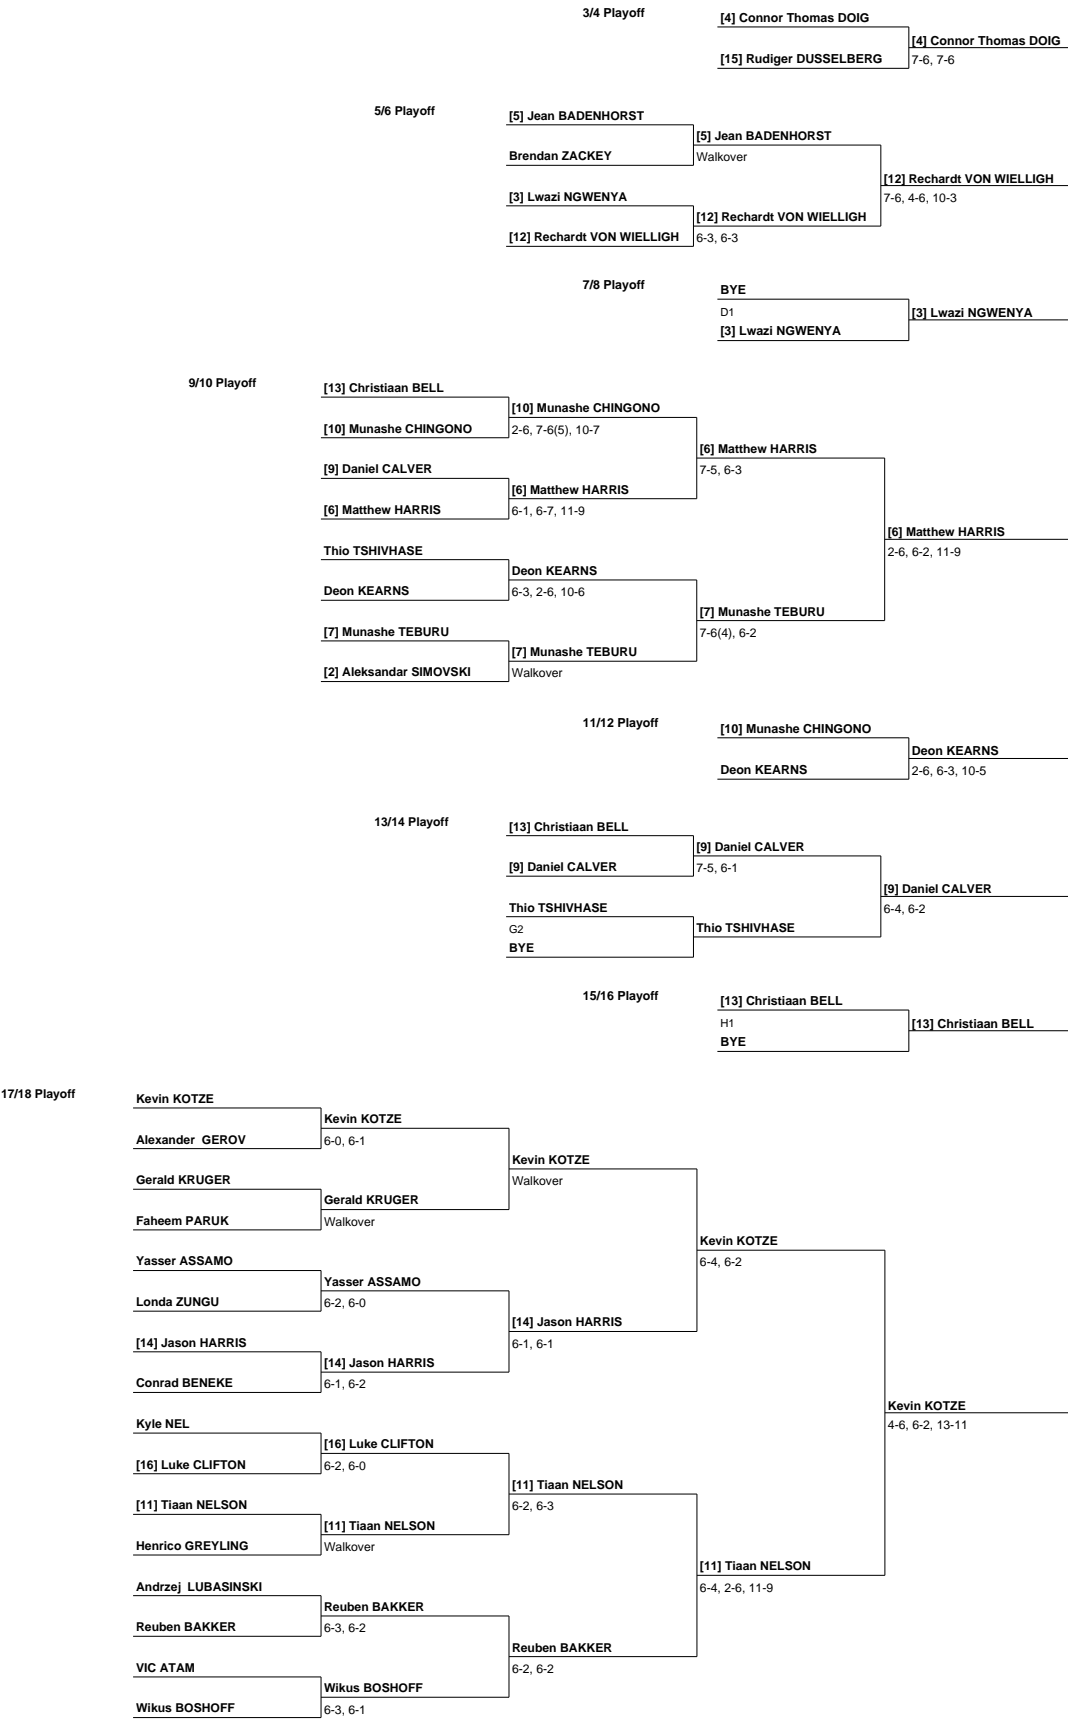 3/4 Playoff
[4] Connor Thomas DOIG
[4] Connor Thomas DOIG
[15] Rudiger DUSSELBERG
7-6, 7-6
5/6 Playoff
[5] Jean BADENHORST
[5] Jean BADENHORST
Brendan ZACKEY
Walkover
[12] Rechardt VON WIELLIGH
[3] Lwazi NGWENYA
7-6, 4-6, 10-3
[12] Rechardt VON WIELLIGH
[12] Rechardt VON WIELLIGH
6-3, 6-3
7/8 Playoff
BYE
D1
[3] Lwazi NGWENYA
[3] Lwazi NGWENYA
9/10 Playoff
[13] Christiaan BELL
[10] Munashe CHINGONO
[10] Munashe CHINGONO
2-6, 7-6(5), 10-7
[6] Matthew HARRIS
[9] Daniel CALVER
7-5, 6-3
[6] Matthew HARRIS
[6] Matthew HARRIS
6-1, 6-7, 11-9
[6] Matthew HARRIS
Thio TSHIVHASE
2-6, 6-2, 11-9
Deon KEARNS
Deon KEARNS
6-3, 2-6, 10-6
[7] Munashe TEBURU
[7] Munashe TEBURU
7-6(4), 6-2
[7] Munashe TEBURU
[2] Aleksandar SIMOVSKI
Walkover
11/12 Playoff
[10] Munashe CHINGONO
Deon KEARNS
Deon KEARNS
2-6, 6-3, 10-5
13/14 Playoff
[13] Christiaan BELL
[9] Daniel CALVER
[9] Daniel CALVER
7-5, 6-1
[9] Daniel CALVER
Thio TSHIVHASE
6-4, 6-2
G2
Thio TSHIVHASE
BYE
15/16 Playoff
[13] Christiaan BELL
H1
[13] Christiaan BELL
BYE
17/18 Playoff
Kevin KOTZE
Kevin KOTZE
Alexander GEROV
6-0, 6-1
Kevin KOTZE
Gerald KRUGER
Walkover
Gerald KRUGER
Faheem PARUK
Walkover
Kevin KOTZE
Yasser ASSAMO
6-4, 6-2
Yasser ASSAMO
Londa ZUNGU
6-2, 6-0
[14] Jason HARRIS
[14] Jason HARRIS
6-1, 6-1
[14] Jason HARRIS
Conrad BENEKE
6-1, 6-2
Kevin KOTZE
Kyle NEL
4-6, 6-2, 13-11
[16] Luke CLIFTON
[16] Luke CLIFTON
6-2, 6-0
[11] Tiaan NELSON
[11] Tiaan NELSON
6-2, 6-3
[11] Tiaan NELSON
Henrico GREYLING
Walkover
[11] Tiaan NELSON
Andrzej LUBASINSKI
6-4, 2-6, 11-9
Reuben BAKKER
Reuben BAKKER
6-3, 6-2
Reuben BAKKER
VIC ATAM
6-2, 6-2
Wikus BOSHOFF
Wikus BOSHOFF
6-3, 6-1